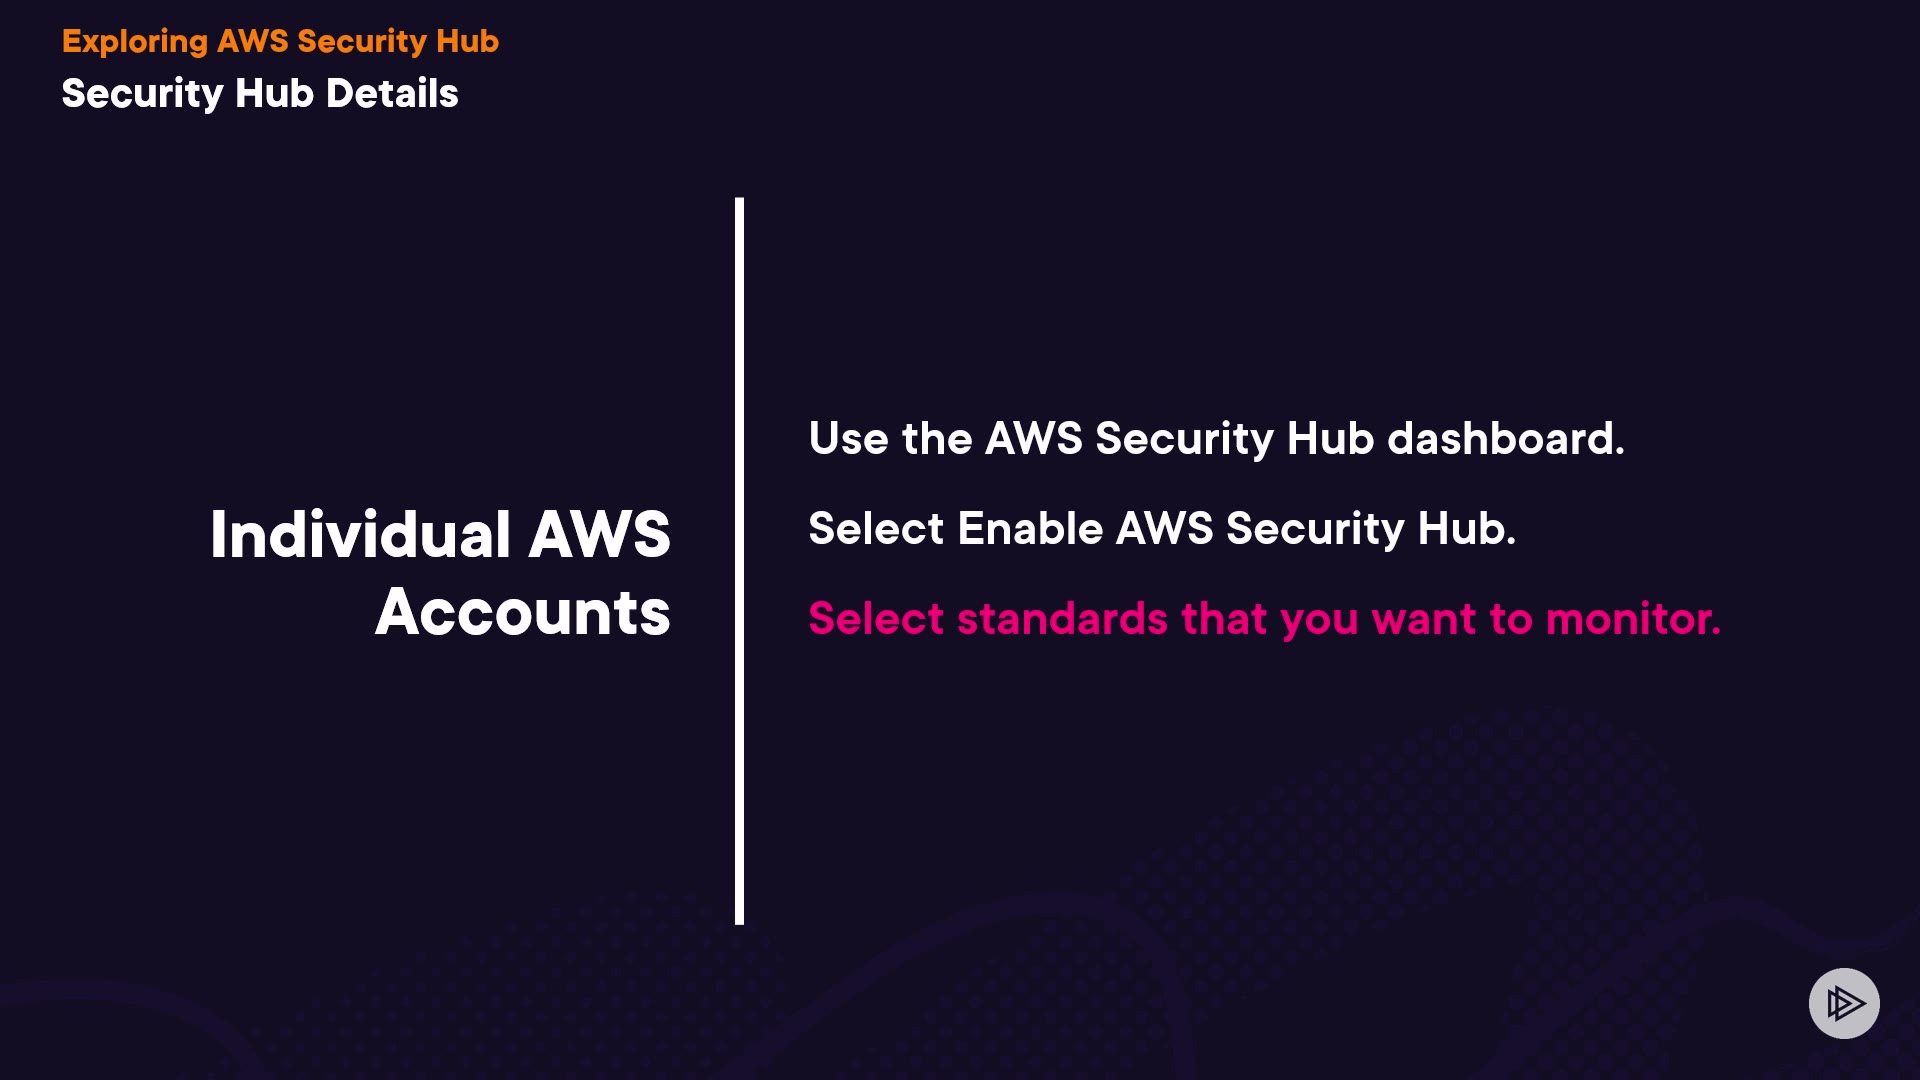 Exploring AWS Security Hub
Security Hub Details
Individual AWS
Accounts
Use the AWS Security Hub dashboard.
Select Enable AWS Security Hub.
Select standards that you want to monitor.